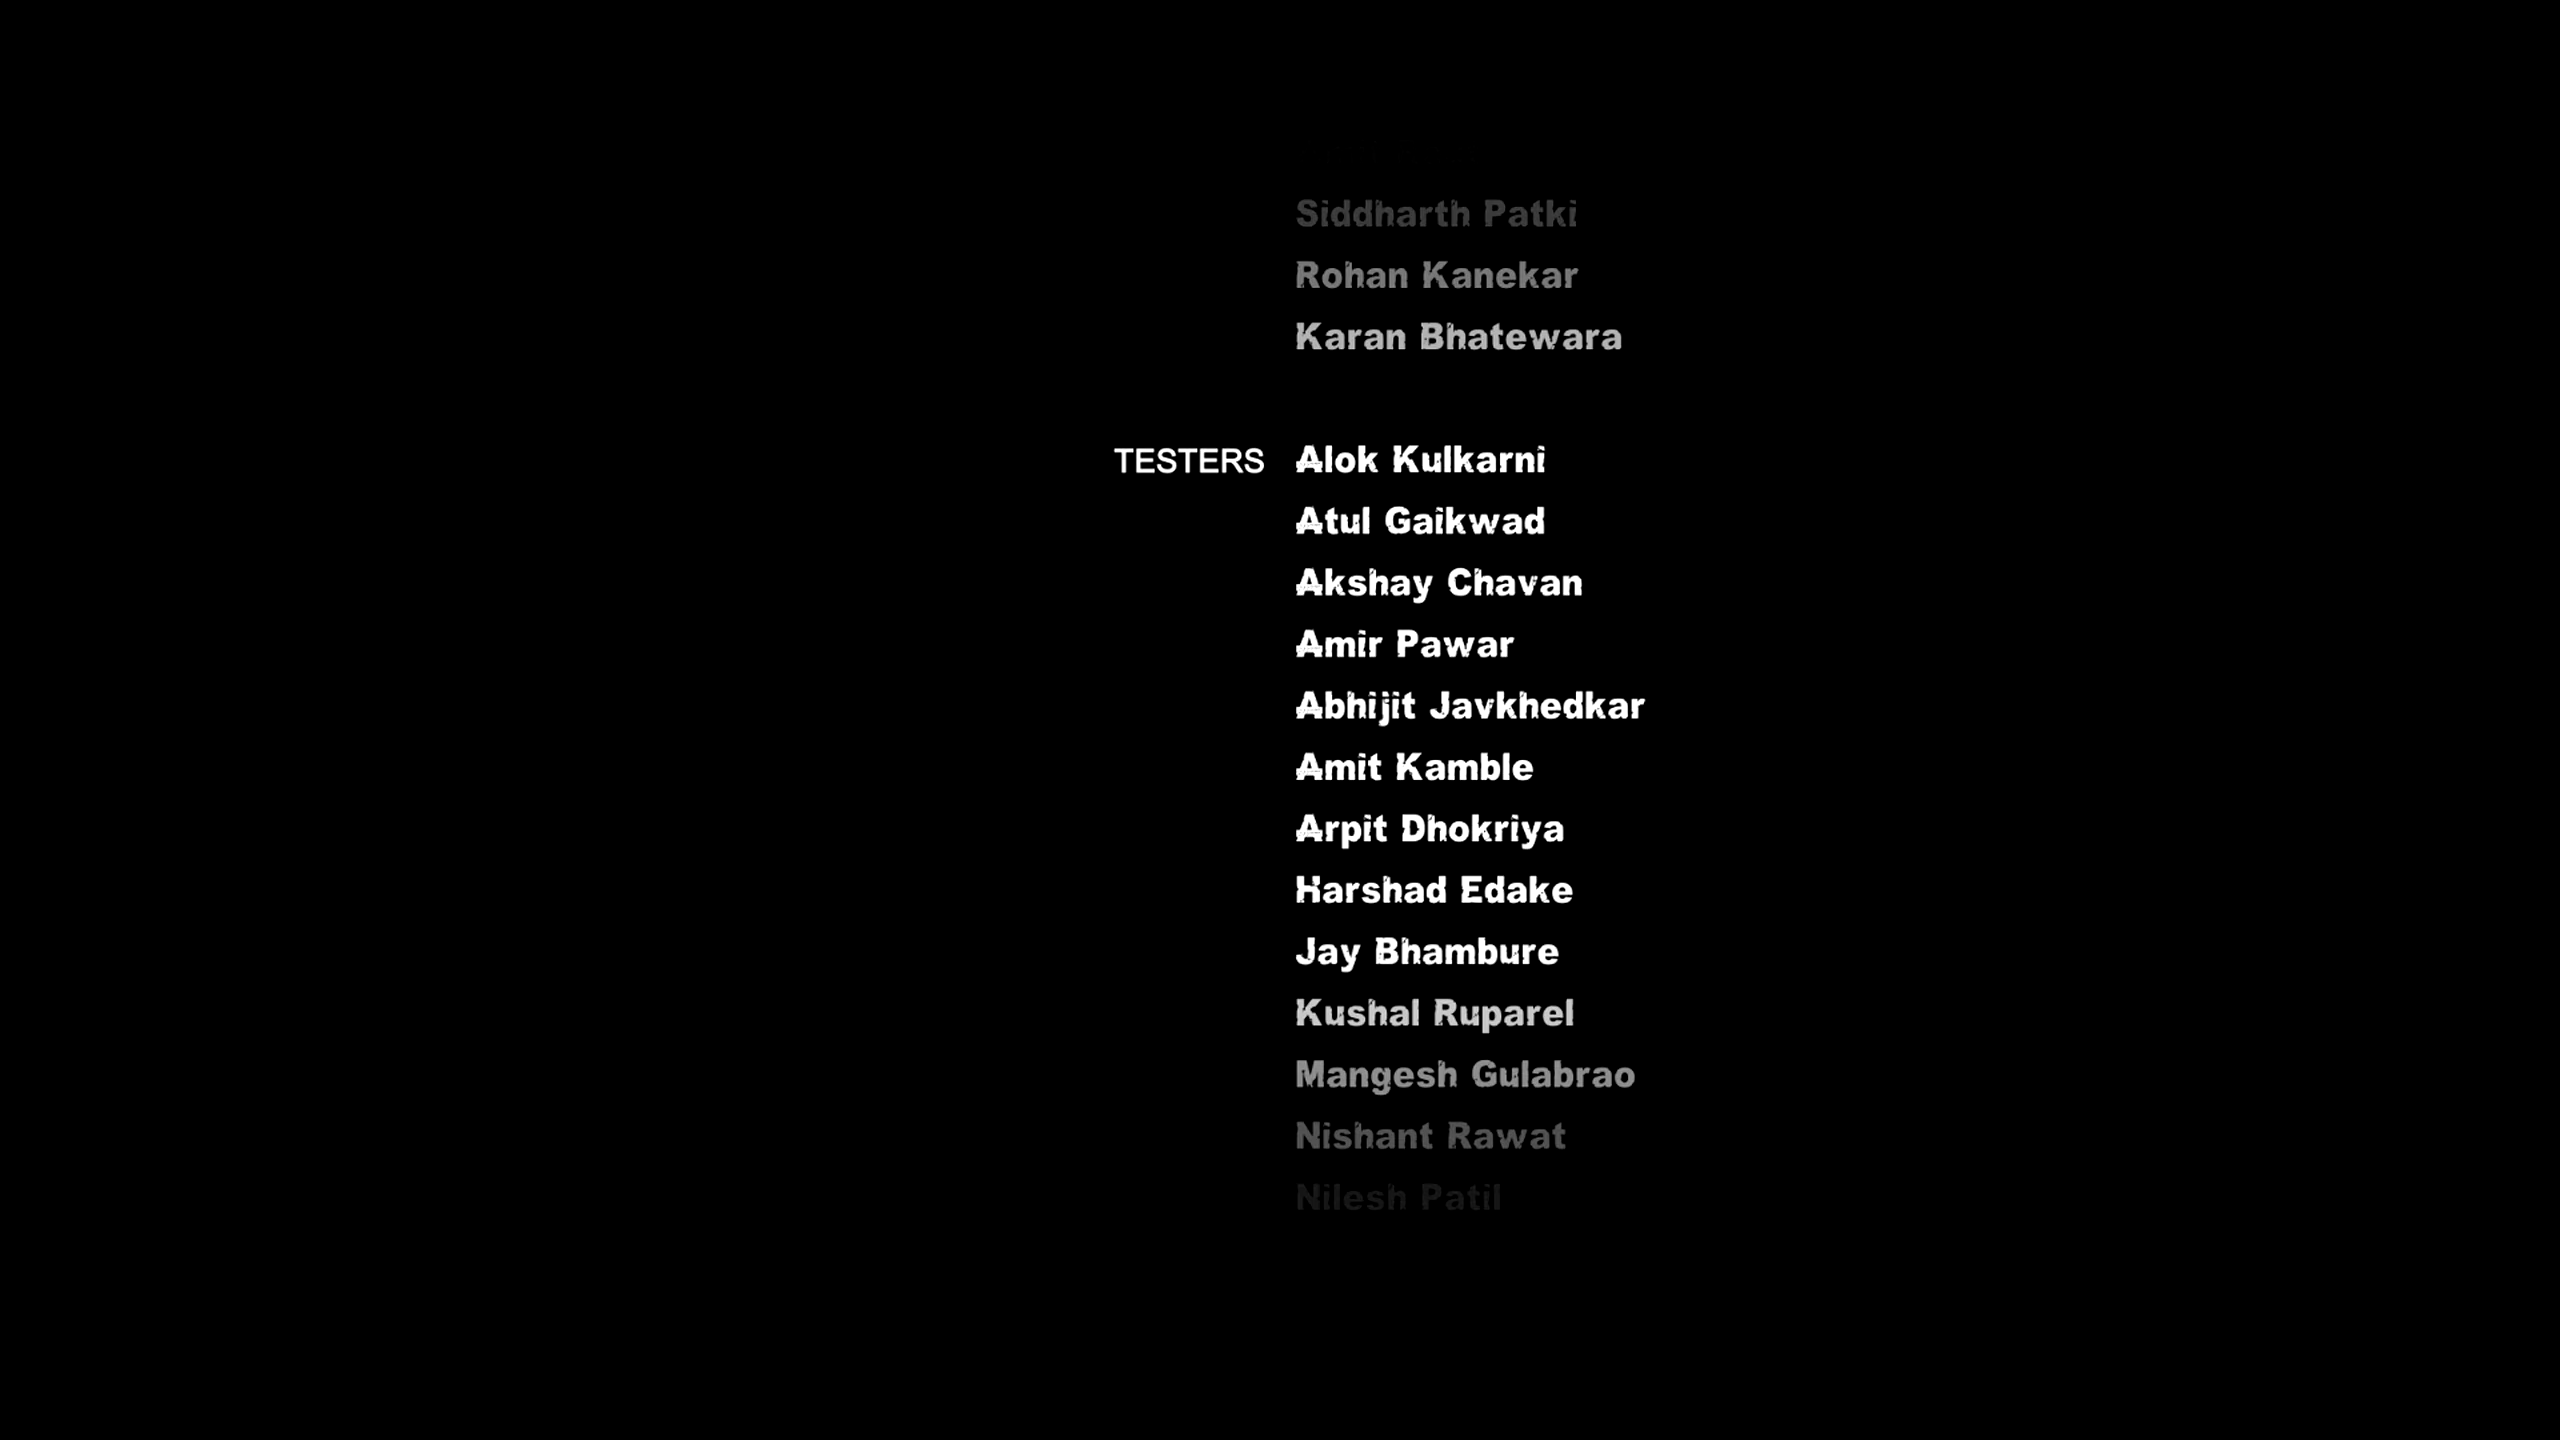 Siddharth Patki
Rohan Kanekar
Karan Bhatewara
TESTERS Alok Kulkarni
Atul Gaikwad
Akshay Chavan
Amir Pawar
Abhijit Javkhedkar
Amit Kamble
Arpit Dhokriya
Harshad Edake
Jay Bhambure
Kushal Ruparel
Mangesh Gulabrao
Nishant Rawat
Nilesh Patil